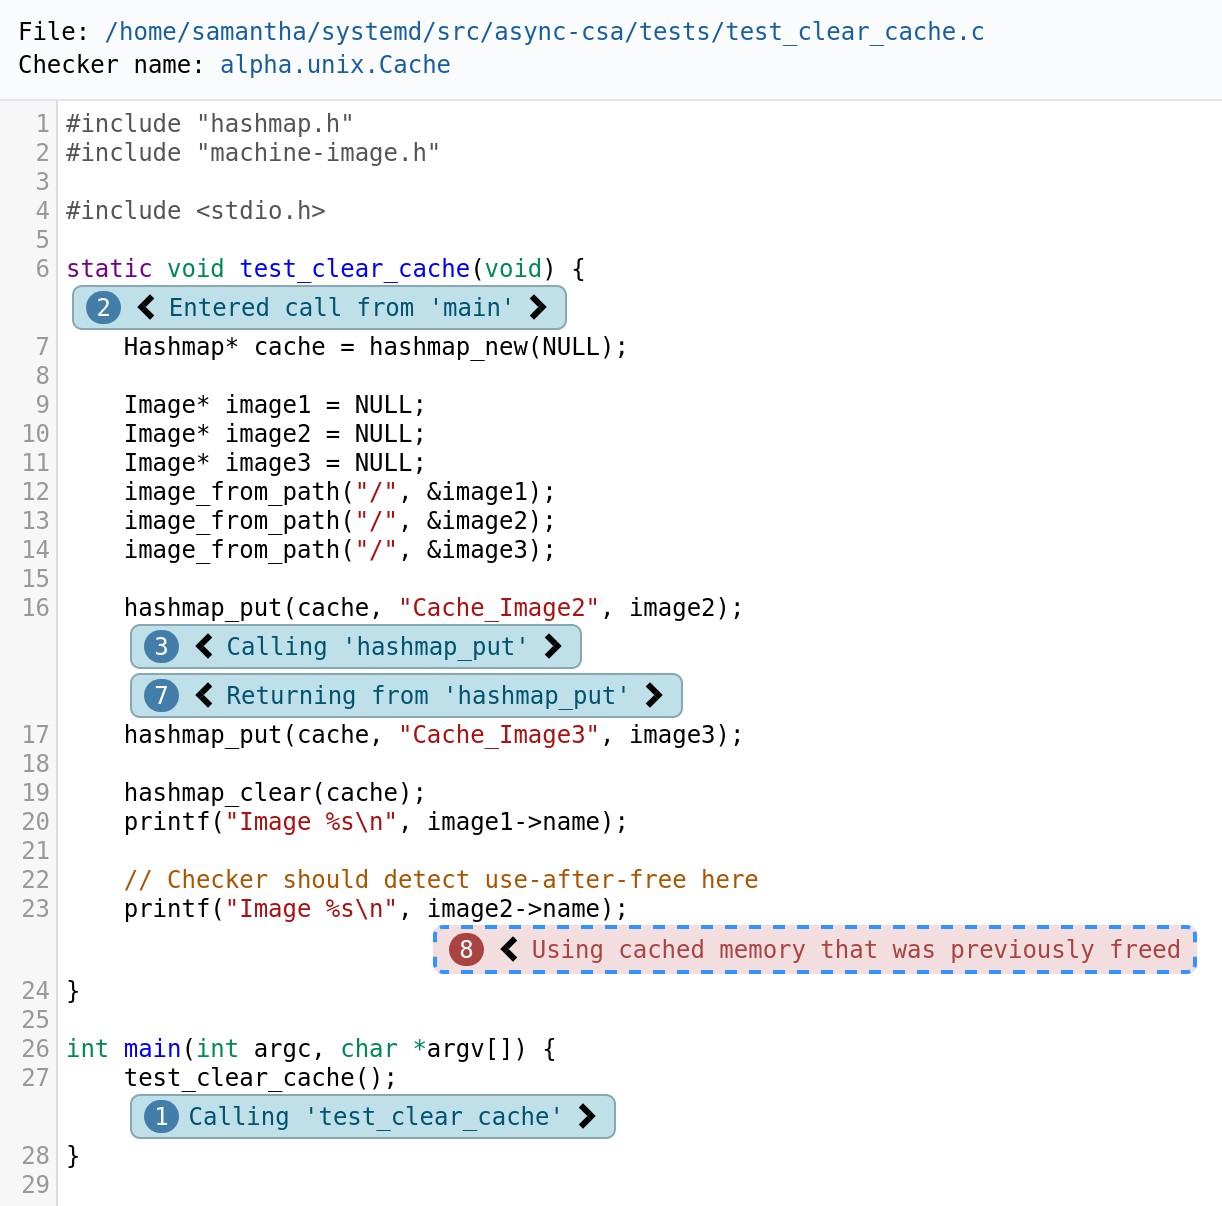 File: /home/samantha/systemd/src/async-csa/tests/test_clear_cache.c
Checker name: alpha.unix.Cache
1 #include "hashmap.h"
2 #include "machine-image.h"
3
4 #include <stdio.h>
5
6 static void test_clear_cache(void) {
2 Entered call from 'main'
7     Hashmap* cache = hashmap_new(NULL);
8
9     Image* image1 = NULL;
10     Image* image2 = NULL;
11     Image* image3 = NULL;
12     image_from_path("/", &image1);
13     image_from_path("/", &image2);
14     image_from_path("/", &image3);
15
16     hashmap_put(cache, "Cache_Image2", image2);
3 Calling 'hashmap_put'
7 Returning from 'hashmap_put'
17     hashmap_put(cache, "Cache_Image3", image3);
18
19     hashmap_clear(cache);
20     printf("Image %s\n", image1->name);
21
22     // Checker should detect use-after-free here
23     printf("Image %s\n", image2->name);
8 Using cached memory that was previously freed
24 }
25
26 int main(int argc, char *argv[]) {
27     test_clear_cache();
1 Calling 'test_clear_cache'
28 }
29